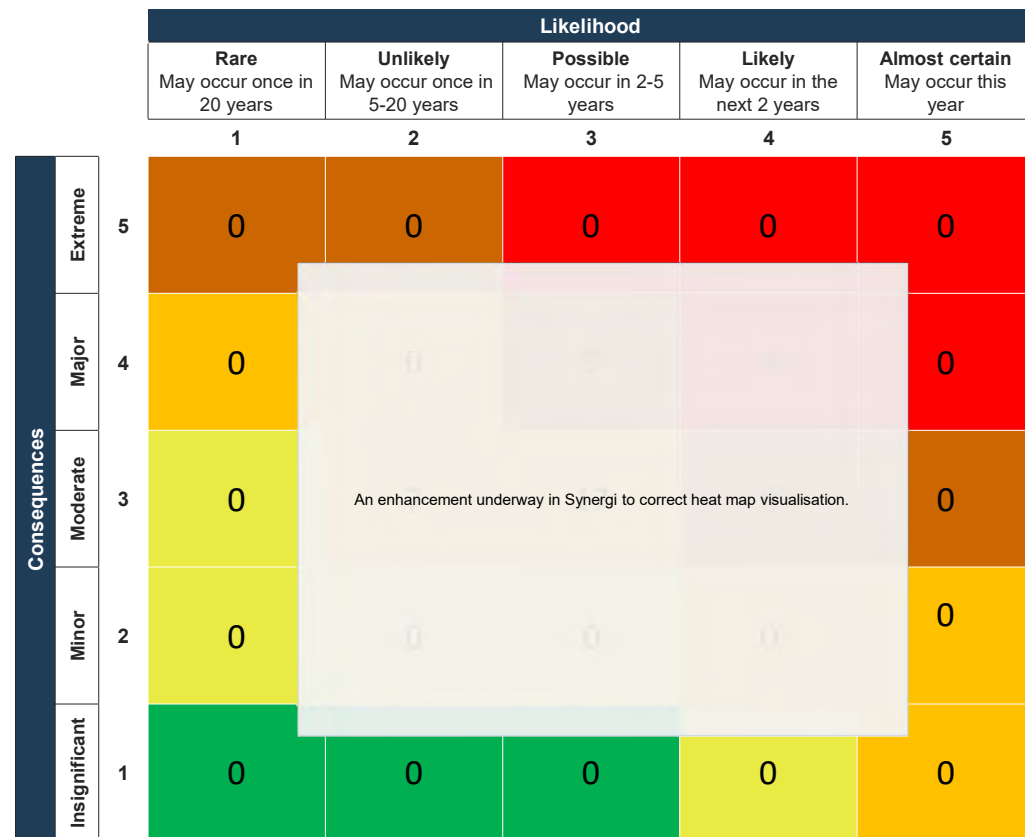 Likelihood
Rare
May occur once in
20 years
Unlikely
May occur once in
5-20 years
Possible
May occur in 2-5
years
Likely
May occur in the
next 2 years
Almost certain
May occur this
year
1 2 3 4 5
Consequences
Extreme 5 0 0 0 0 0
Major 4 0 0 0
Moderate 3 0 An enhancement underway in Synergi to correct heat map visualisation. 0
Minor 2 0 0 0 0 0
Insignificant 1 0 0 0 0 0